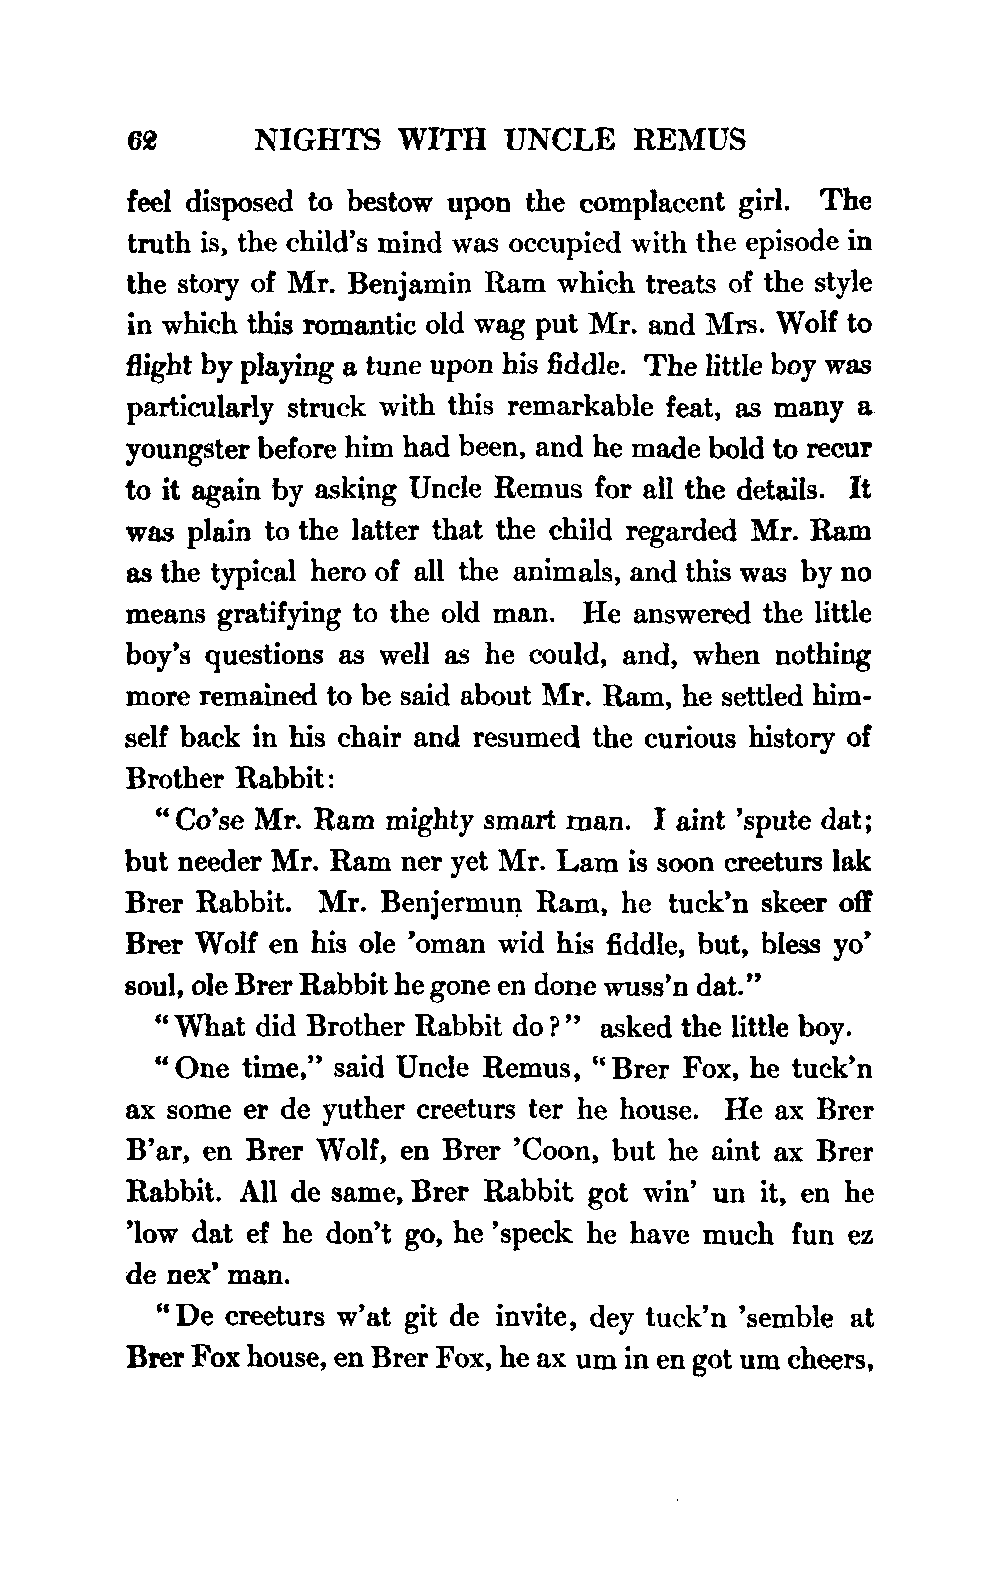 62 NIGHTS WITH UNCLE REMUS
feel disposed to bestow upon the complacent girl. The
truth is, the child's mind was occupied with the episode in
the story of Mr. Benjamin Ram which treats of the style
in which this romantic old wag put Mr. and Mrs. Wolf to
flight by playing a tune upon his fiddle. The little boy was
particularly struck with this remarkable feat, as many a
youngster before him had been, and he made bold to recur
to it again by asking Uncle Remus for all the details. It
was plain to the latter that the child regarded Mr. Ram
as the typical hero of all the animals, and this was by no
means gratifying to the old man. He answered the little
boy's questions as well as he could, and, when nothing
more remained to be said about Mr. Ram, he settled him-
self back in his chair and resumed the curious history of
Brother Rabbit:
"Co'se Mr. Ram mighty smart man. I aint 'spute dat;
but needer Mr. Ram ner yet Mr. Lam is soon creeturs lak
Brer Rabbit. Mr. Benjermun Ram, he tuck'n skeer off
Brer Wolf en his ole 'oman wid his fiddle, but, bless yo'
soul, ole Brer Rabbit he gone en done wuss'n dat."
"What did Brother Rabbit do?" asked the little boy.
"One time," said Uncle Remus, "Brer Fox, he tuck'n
ax some er de yuther creeturs ter he house. He ax Brer
B'ar, en Brer Wolf, en Brer 'Coon, but he aint ax Brer
Rabbit. All de same, Brer Rabbit got win' un it, en he
'low dat ef he don't go, he 'speck he have much fun ez
de nex' man.
"De creeturs w'at git de invite, dey tuck'n 'semble at
Brer Fox house, en Brer Fox, he ax um in en got um cheers,